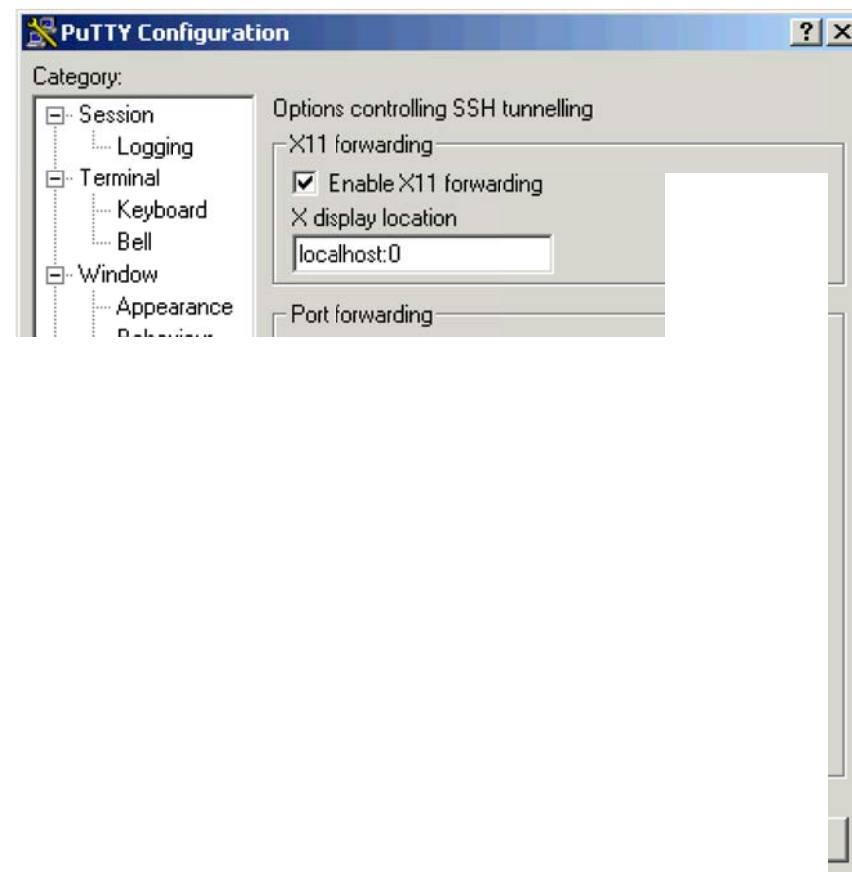 PuTTY Configuration
Category:
Session
Logging
Terminal
Keyboard
Bell
Window
Appearance
Options controlling SSH tunnelling
X11 forwarding
Enable X11 forwarding
X display location
localhost:0
Port forwarding